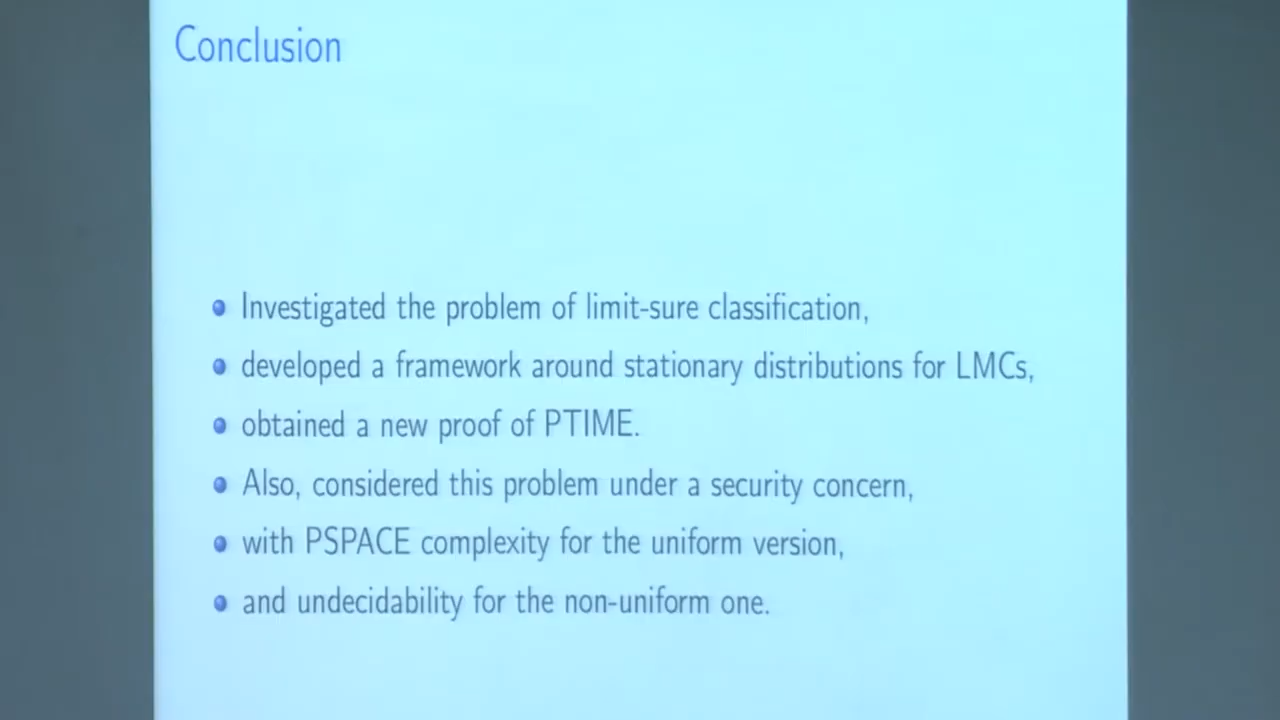 Conclusion
Investigated the problem of limit-sure classification,
developed a framework around stationary distributions for LMCs,
obtained a new proof of PTIME.
Also, considered this problem under a security concern,
with PSPACE complexity for the uniform version,
and undecidability for the non-uniform one.